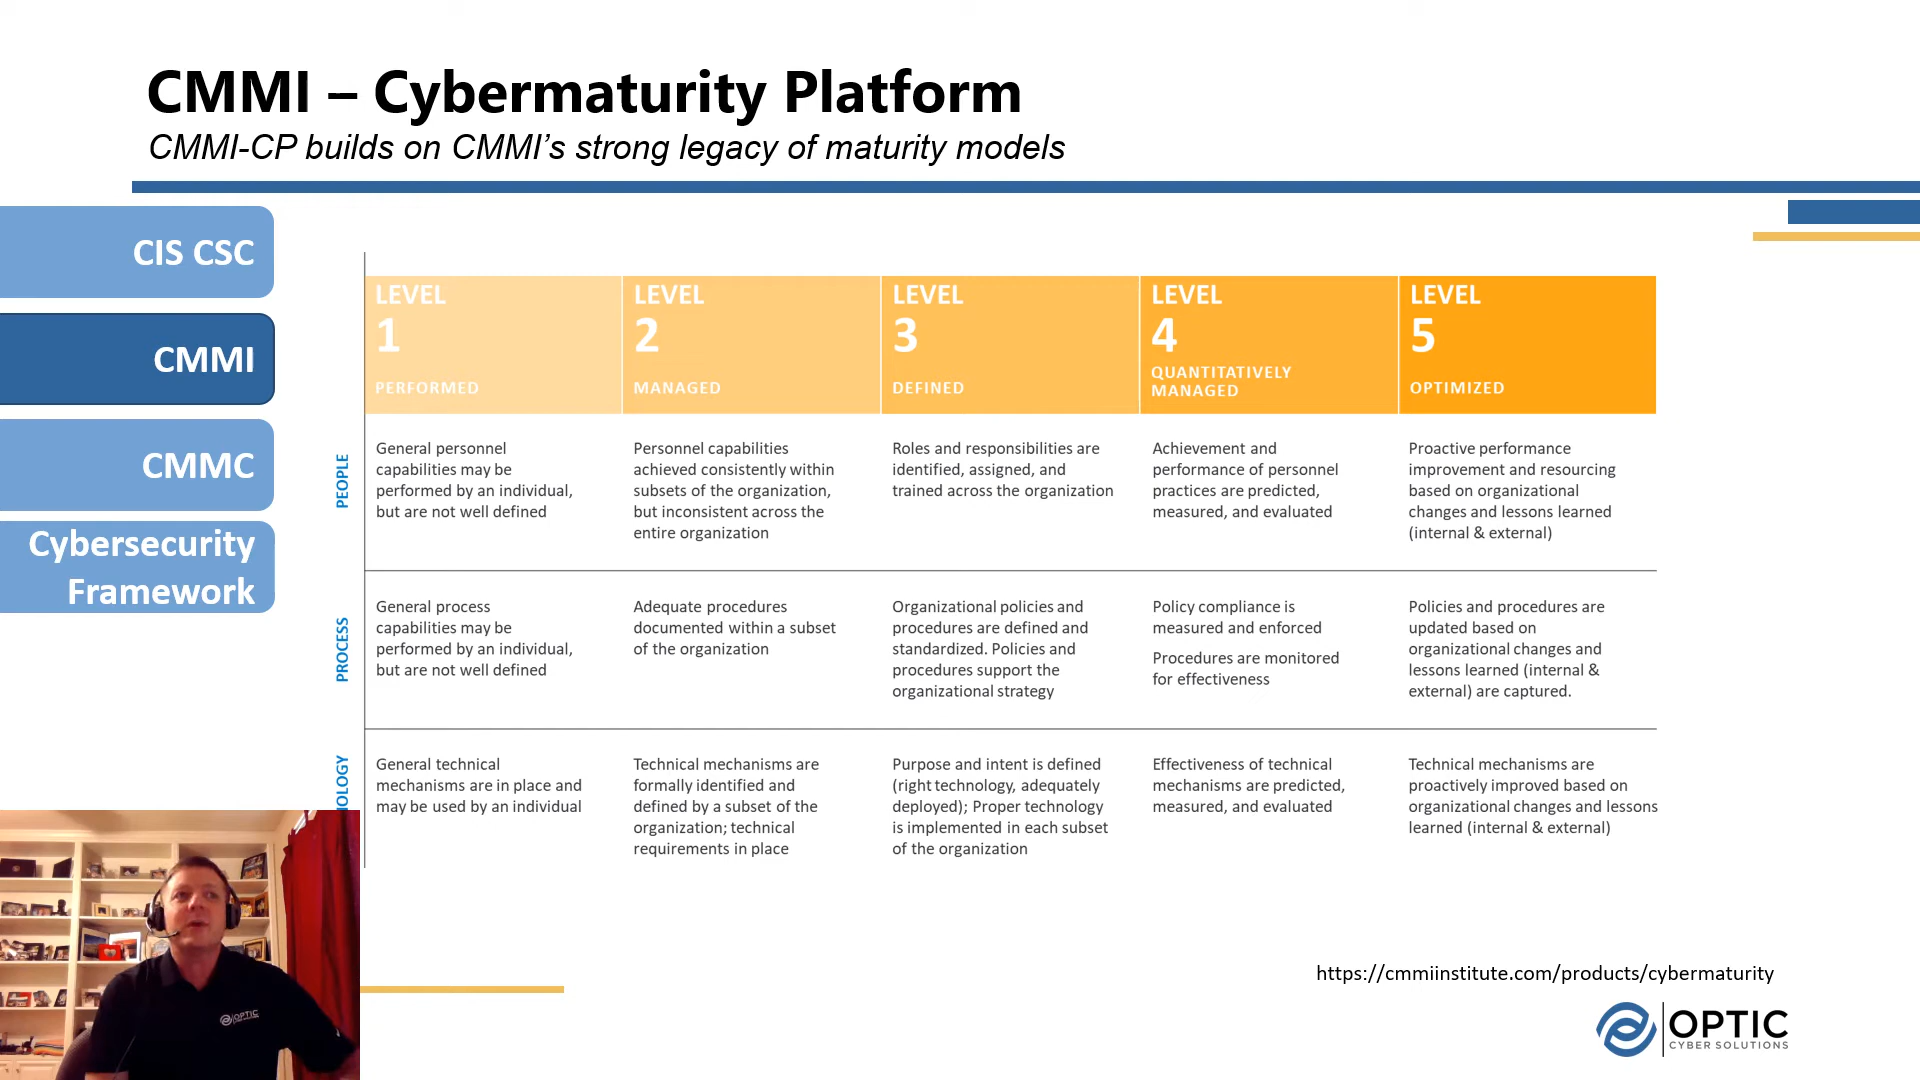 CMMI – Cybermaturity Platform
CMMI-CP builds on CMMI’s strong legacy of maturity models
CIS CSC
CMMI
CMMC
Cybersecurity
Framework
LEVEL
1
PERFORMED
LEVEL
2
MANAGED
LEVEL
3
DEFINED
LEVEL
4
QUANTITATIVELY
MANAGED
LEVEL
5
OPTIMIZED
PEOPLE
General personnel
capabilities may be
performed by an individual,
but are not well defined
Personnel capabilities
achieved consistently within
subsets of the organization,
but inconsistent across the
entire organization
Roles and responsibilities are
identified, assigned, and
trained across the organization
Achievement and
performance of personnel
practices are predicted,
measured, and evaluated
Proactive performance
improvement and resourcing
based on organizational
changes and lessons learned
(internal & external)
PROCESS
General process
capabilities may be
performed by an individual,
but are not well defined
Adequate procedures
documented within a subset
of the organization
Organizational policies and
procedures are defined and
standardized. Policies and
procedures support the
organizational strategy
Policy compliance is
measured and enforced
Procedures are monitored
for effectiveness
Policies and procedures are
updated based on
organizational changes and
lessons learned (internal &
external) are captured.
OLOGY
General technical
mechanisms are in place and
may be used by an individual
Technical mechanisms are
formally identified and
defined by a subset of the
organization; technical
requirements in place
Purpose and intent is defined
(right technology, adequately
deployed); Proper technology
is implemented in each subset
of the organization
Effectiveness of technical
mechanisms are predicted,
measured, and evaluated
Technical mechanisms are
proactively improved based on
organizational changes and lessons
learned (internal & external)
https://cmmiinstitute.com/products/cybermaturity
OPTIC
CYBER SOLUTIONS
OPTIC